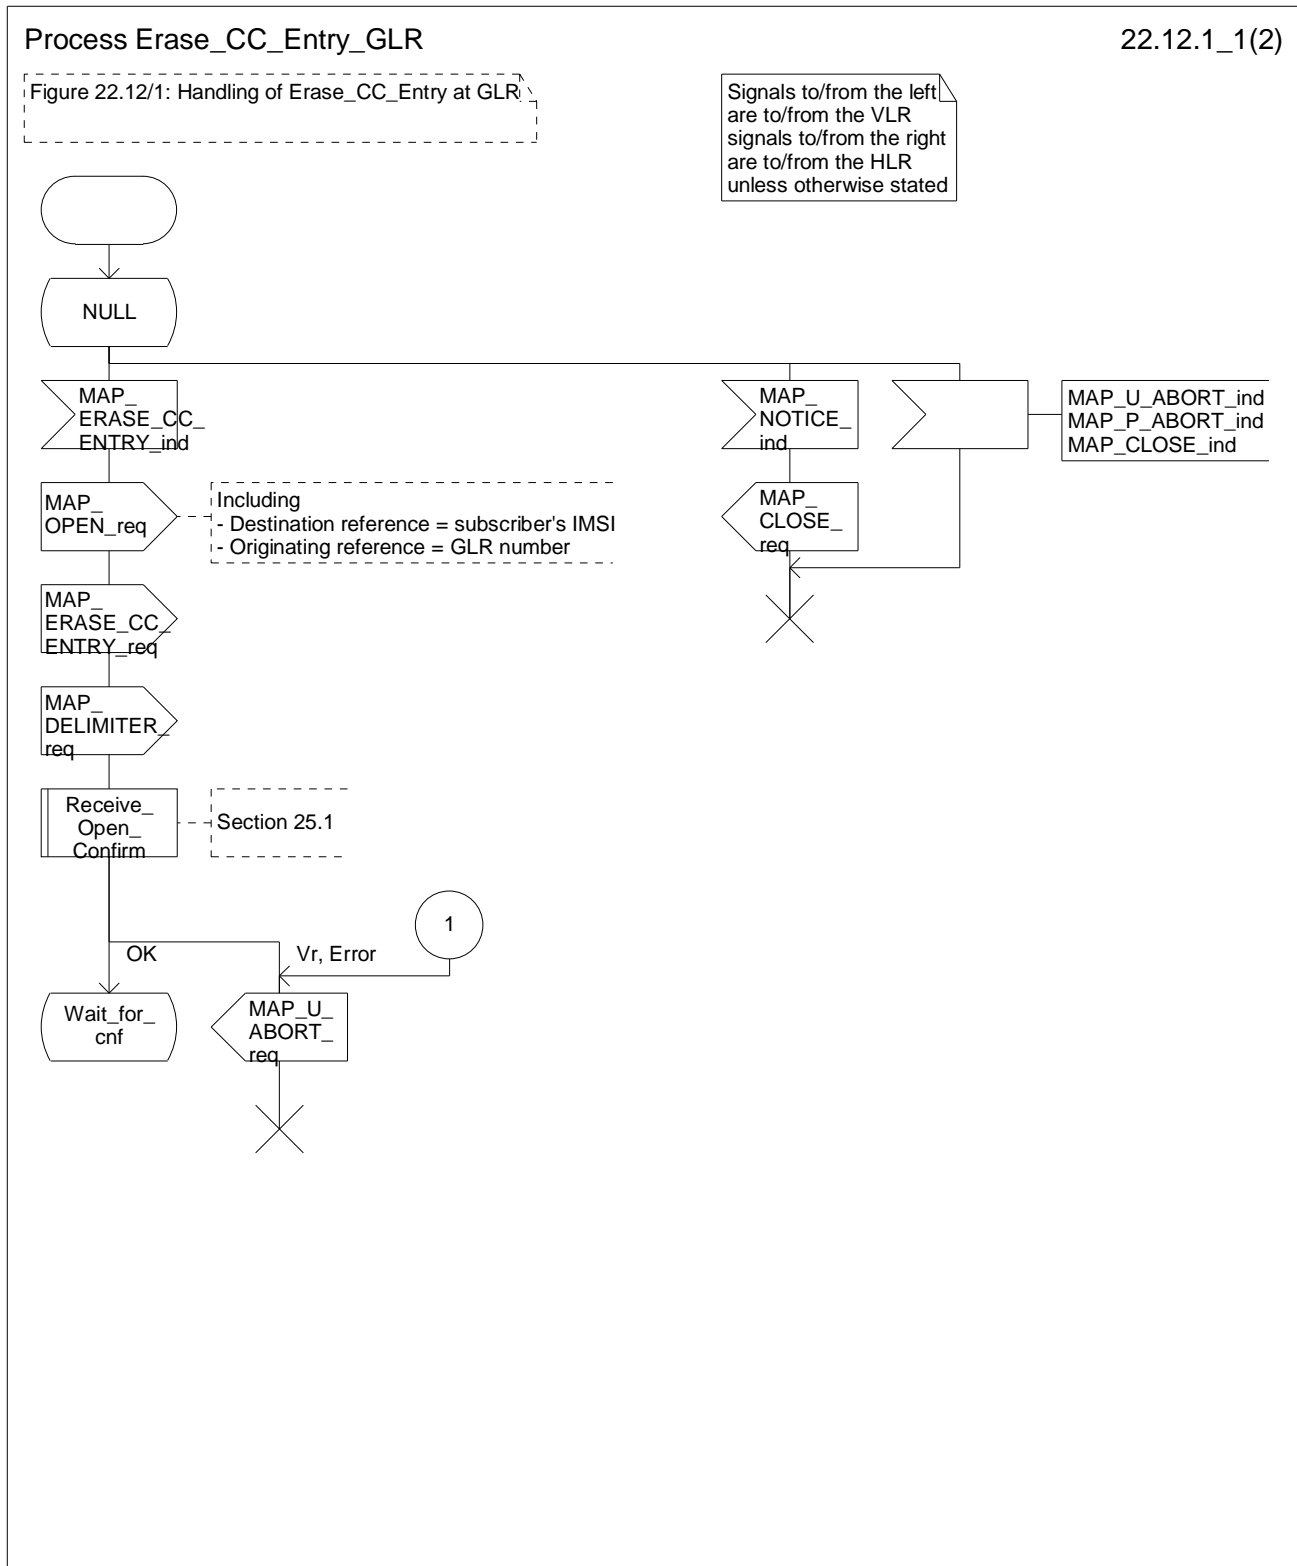 Process Erase_CC_Entry_GLR
22.12.1_1(2)
Figure 22.12/1: Handling of Erase_CC_Entry at GLR
Signals to/from the left
are to/from the VLR
signals to/from the right
are to/from the HLR
unless otherwise stated
NULL
MAP_
ERASE_CC_
ENTRY_ind
MAP_
NOTICE_
ind
MAP_U_ABORT_ind
MAP_P_ABORT_ind
MAP_CLOSE_ind
MAP_
OPEN_req
Including
- Destination reference = subscriber's IMSI
- Originating reference = GLR number
MAP_
CLOSE_
req
MAP_
ERASE_CC_
ENTRY_req
MAP_
DELIMITER_
req
Receive_
Open_
Confirm
Section 25.1
1
OK
Vr, Error
Wait_for_
cnf
MAP_U_
ABORT_
req